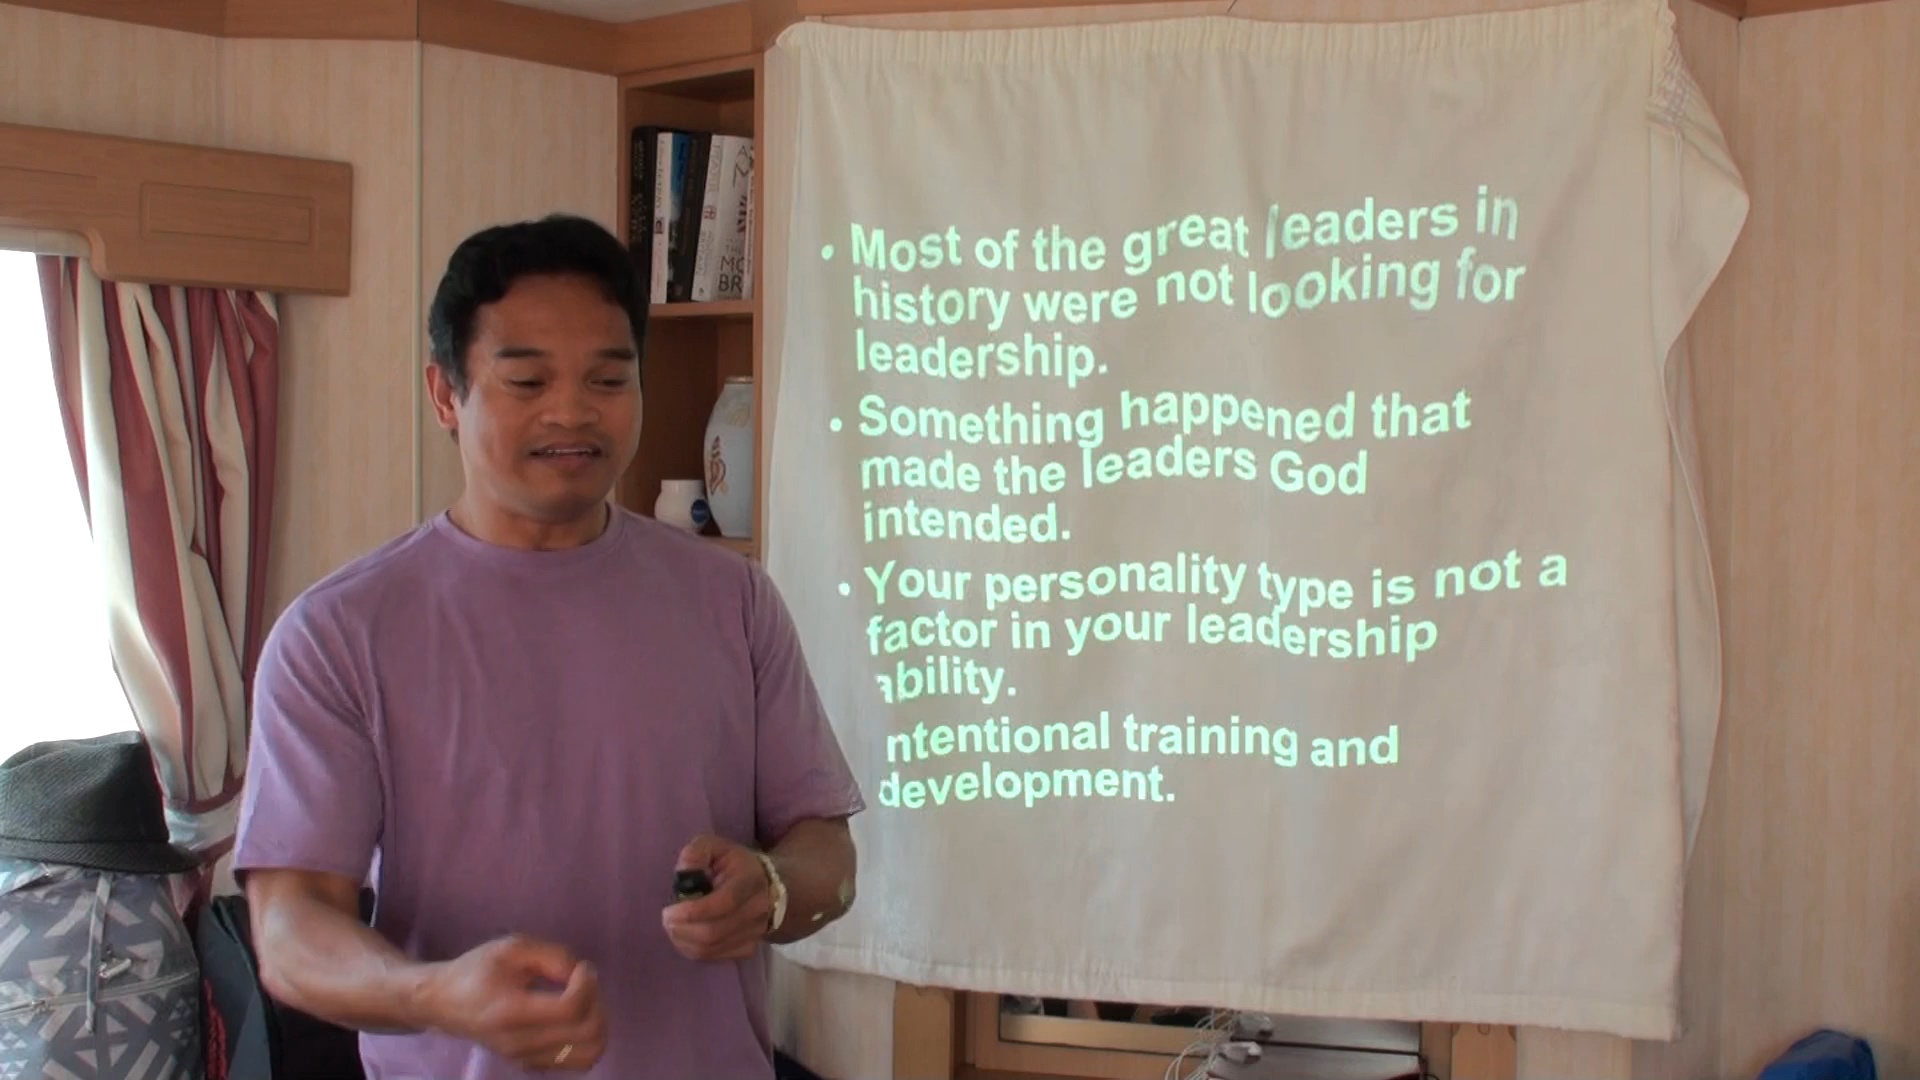 • Most of the great leaders in
history were not looking for
leadership.
• Something happened that
made the leaders God
intended.
• Your personality type is not a
factor in your leadership
ability.
ntentional training and
development.